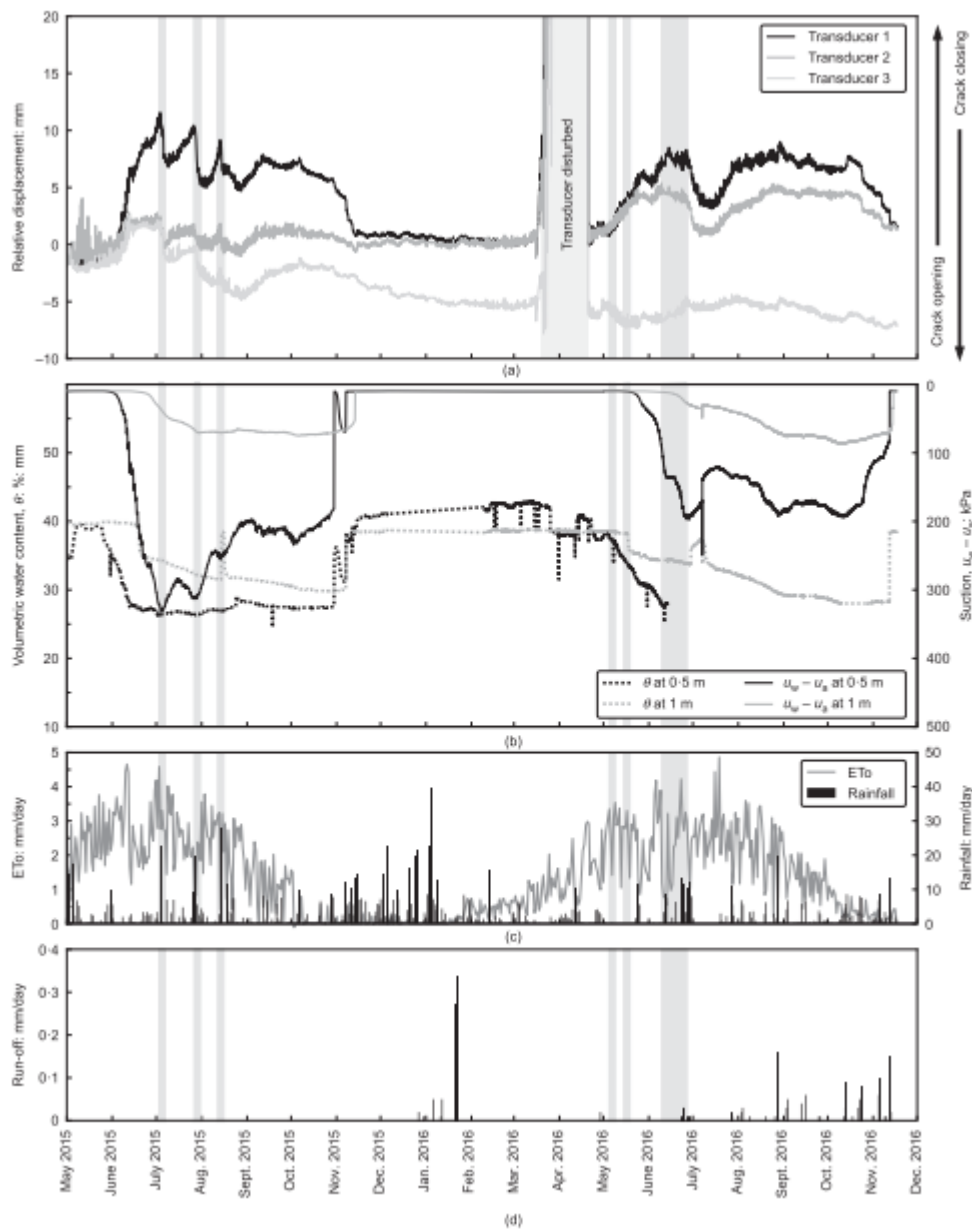 20
15
10
5
0
−5
−10
Relative displacement: mm
Transducer 1
Transducer 2
Transducer 3
Transducer disturbed
Crack closing
Crack opening
(a)
50
40
30
20
10
Volumetric water content, θ: %: mm
0
100
200
300
400
500
Suction, uw – uv: kPa
θ at 0·5 m
θ at 1 m
uw – ua at 0·5 m
uw – ua at 1 m
(b)
5
4
3
2
1
0
ETo: mm/day
ETo
Rainfall
50
40
30
20
10
0
Rainfall: mm/day
(c)
0·4
0·3
0·2
0·1
0
Run-off: mm/day
May 2015
June 2015
July 2015
Aug. 2015
Sept. 2015
Oct. 2015
Nov. 2015
Dec. 2015
Jan. 2016
Feb. 2016
Mar. 2016
Apr. 2016
May 2016
June 2016
July 2016
Aug. 2016
Sept. 2016
Oct. 2016
Nov. 2016
Dec. 2016
(d)